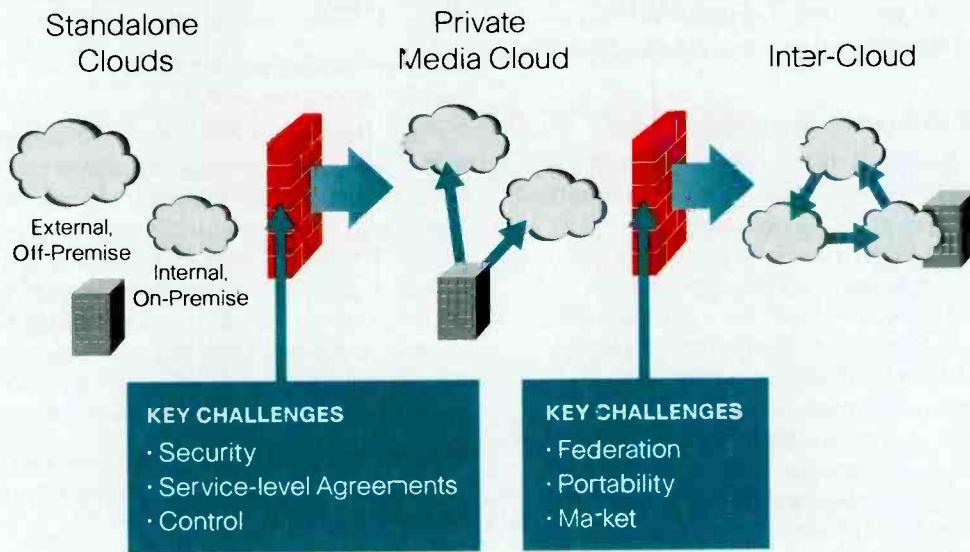 Standalone
Clouds
Private
Media Cloud
Inter-Cloud
External,
Off-Premise
Internal,
On-Premise
KEY CHALLENGES
· Security
· Service-level Agreements
· Control
KEY CHALLENGES
· Federation
· Portability
· Market